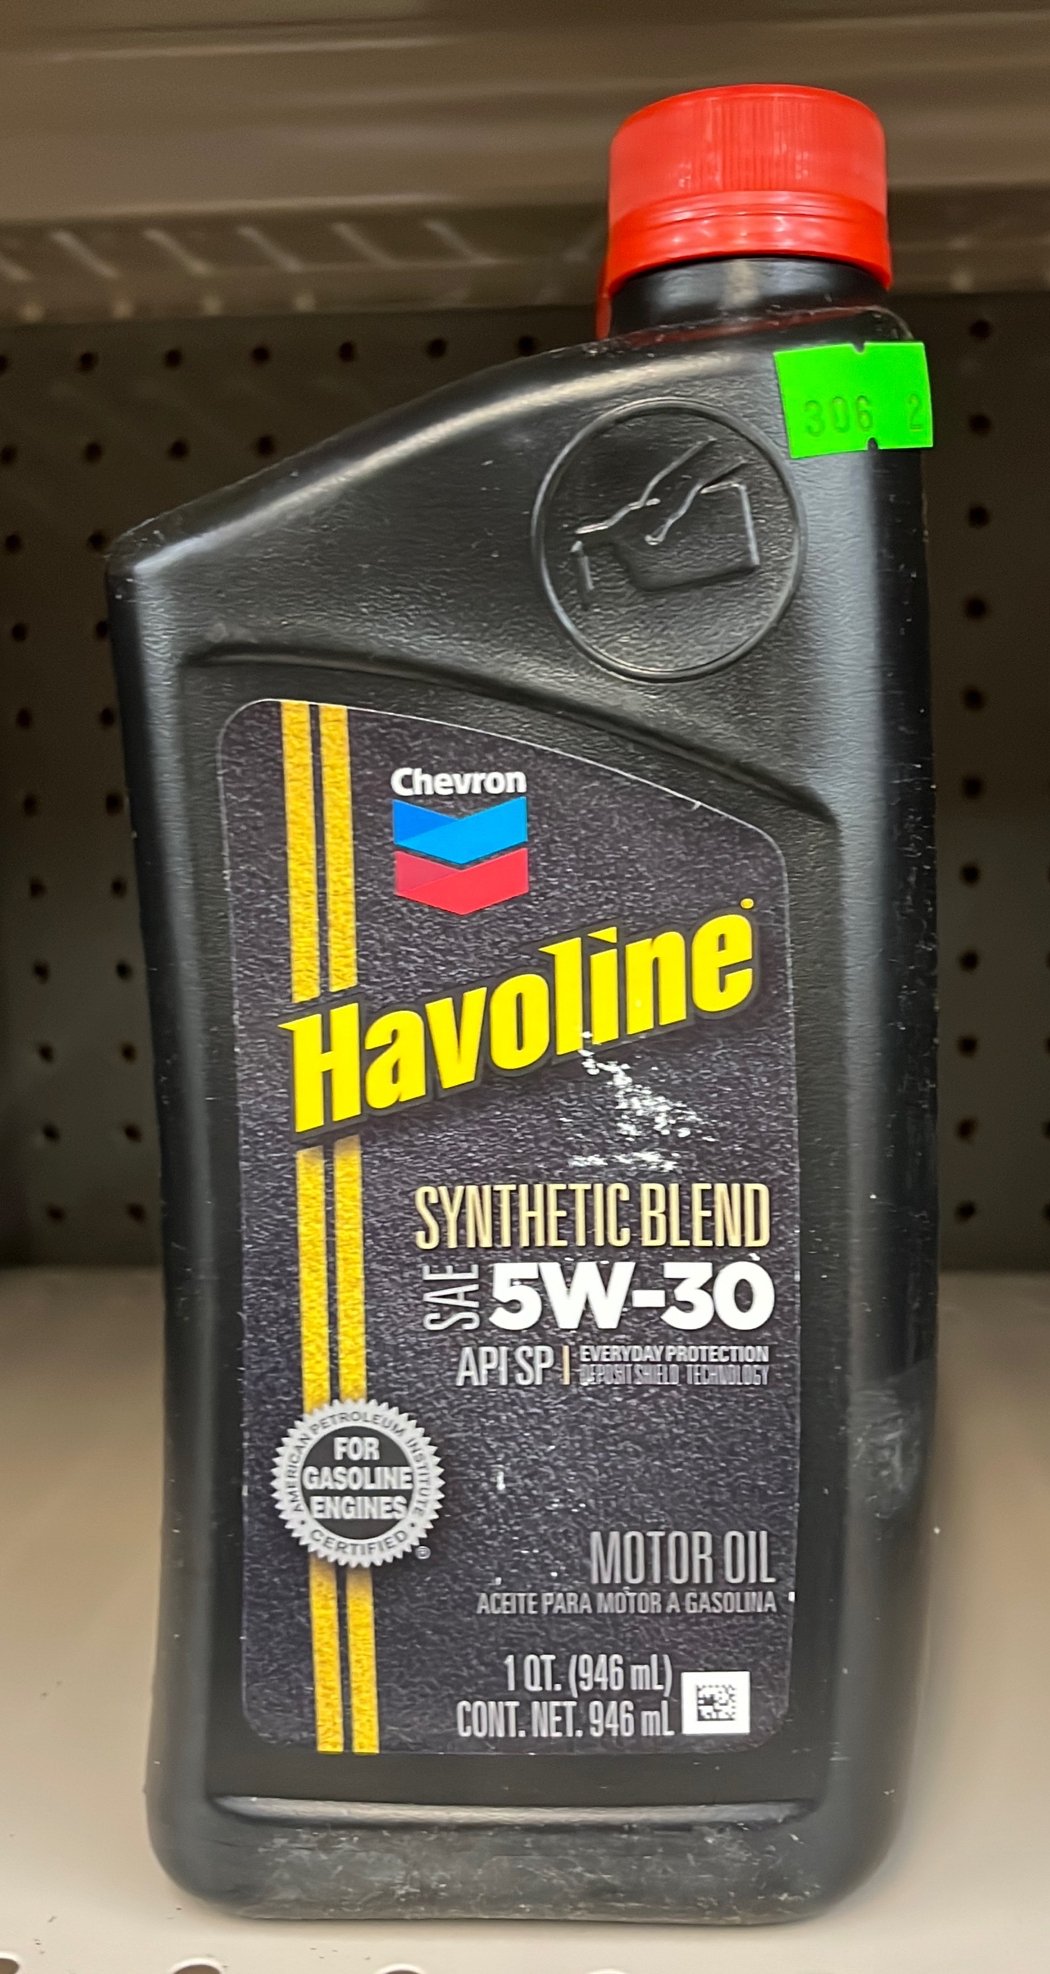 306 2
Chevron
Havoline
SYNTHETIC BLEND
SAE 5W-30
API SP | EVERYDAY PROTECTION
DEPOSIT SHIELD TECHNOLOGY
AMERICAN PETROLEUM INSTITUTE
FOR
GASOLINE
ENGINES
CERTIFIED
®
MOTOR OIL
ACEITE PARA MOTOR A GASOLINA
1 QT. (946 mL)
CONT. NET. 946 mL